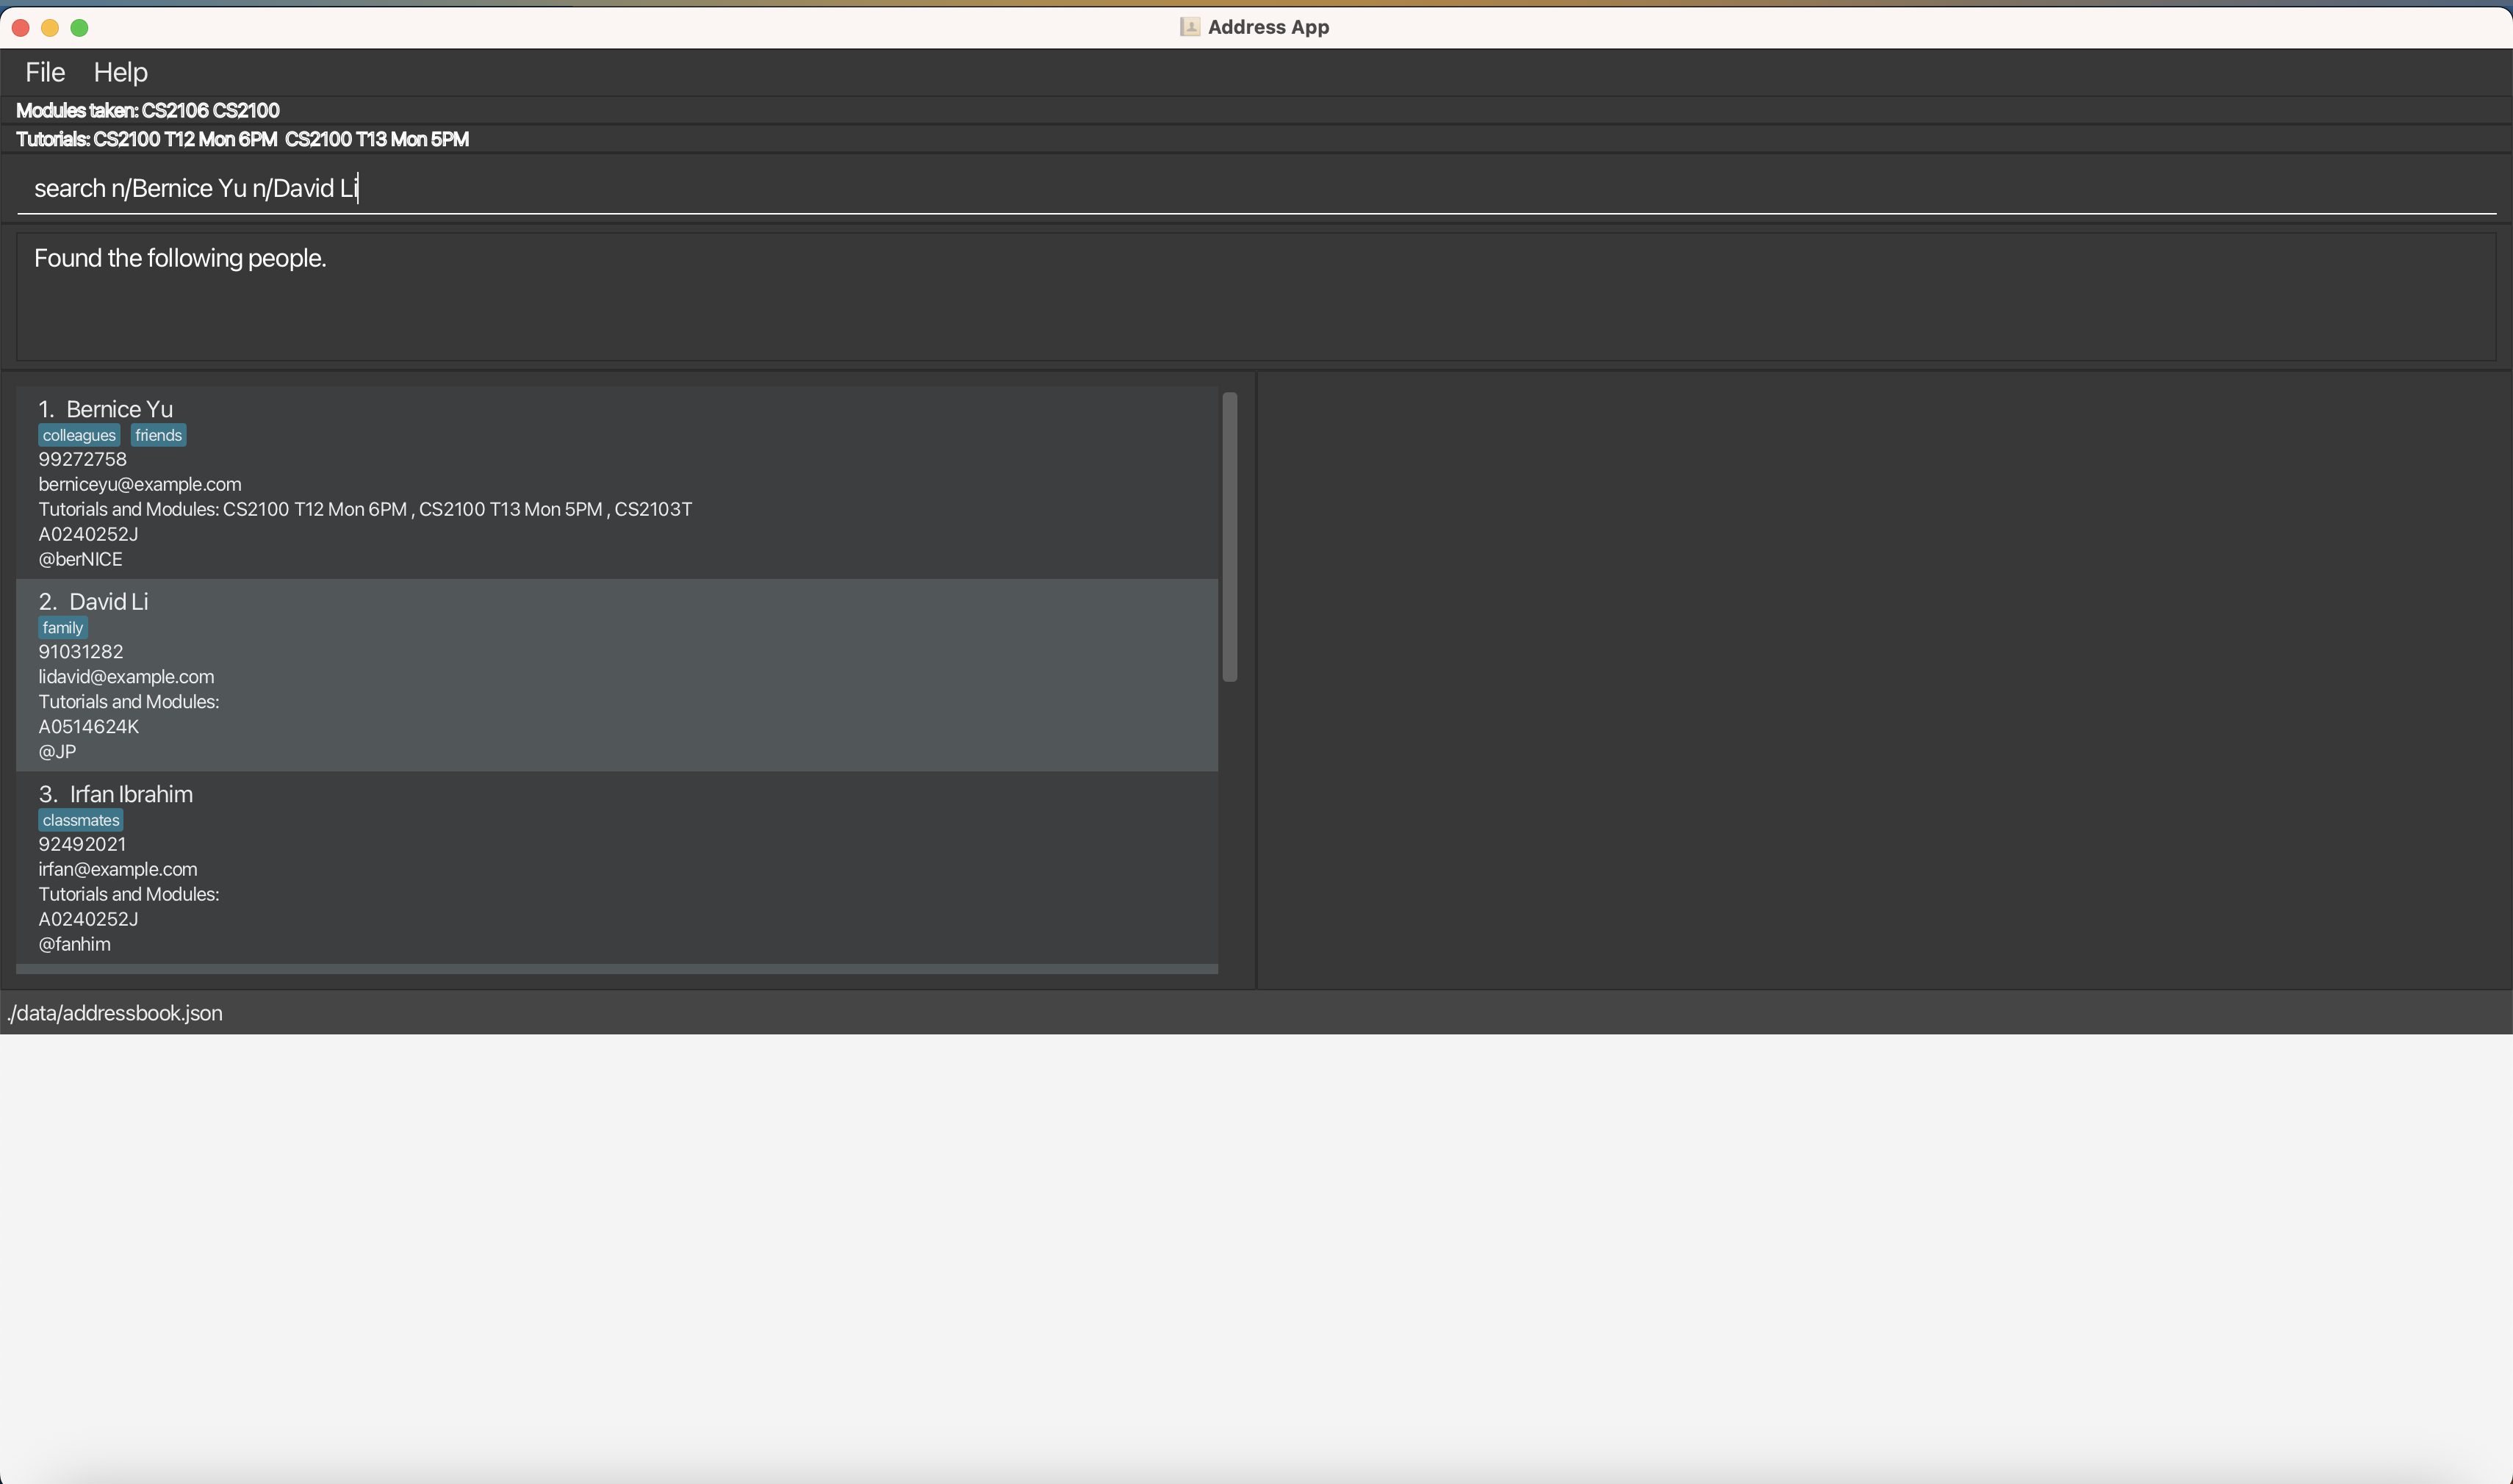 Address App
File Help
Modules taken: CS2106 CS2100
Tutorials: CS2100 T12 Mon 6PM CS2100 T13 Mon 5PM
search n/Bernice Yu n/David Li
Found the following people.
1. Bernice Yu
colleagues friends
99272758
berniceyu@example.com
Tutorials and Modules: CS2100 T12 Mon 6PM , CS2100 T13 Mon 5PM , CS2103T
A0240252J
@berNICE
2. David Li
family
91031282
lidavid@example.com
Tutorials and Modules:
A0514624K
@JP
3. Irfan Ibrahim
classmates
92492021
irfan@example.com
Tutorials and Modules:
A0240252J
@fanhim
./data/addressbook.json